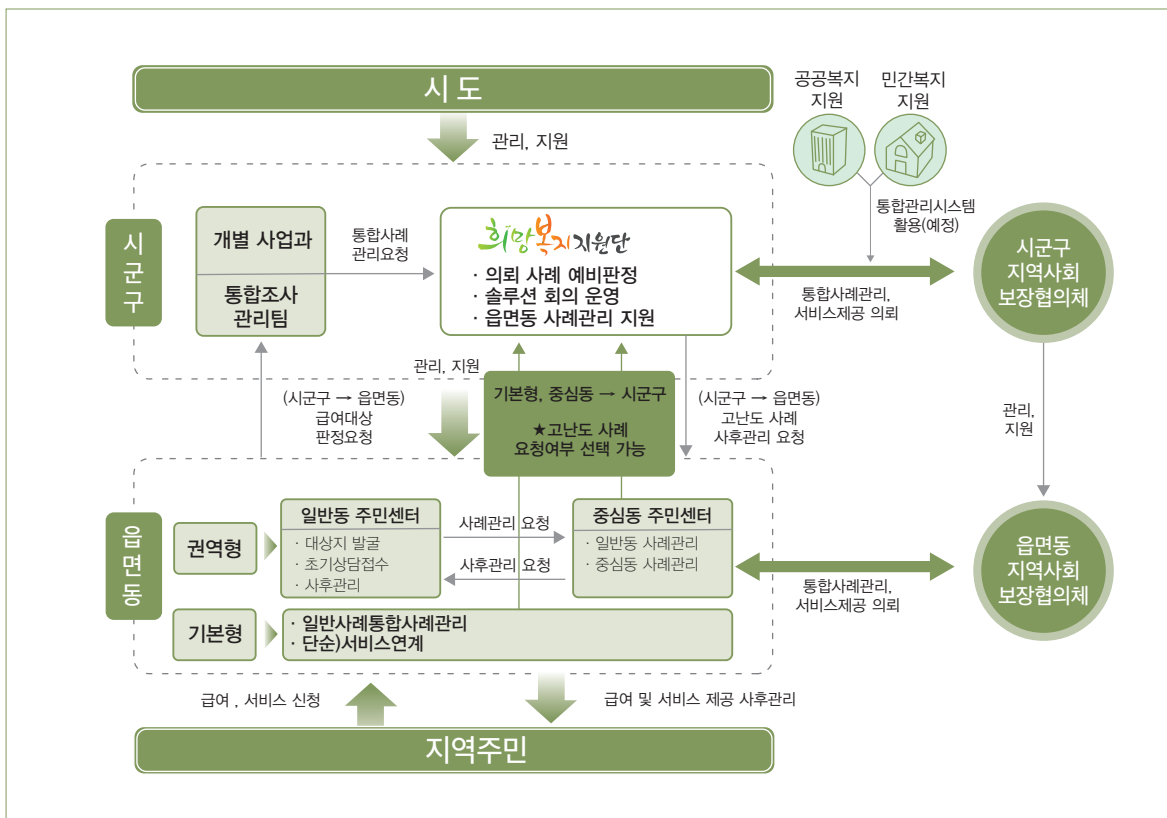 시 도
관리, 지원
공공복지
지원
민간복지
지원
통합관리시스템
활용(예정)
시
군
구
개별 사업과
통합조사
관리팀
통합사례
관리요청
희망복지지원단
· 의뢰 사례 예비판정
· 솔루션 회의 운영
· 읍면동 사례관리 지원
통합사례관리,
서비스제공 의뢰
시군구
지역사회
보장협의체
관리, 지원
(시군구 → 읍면동)
급여대상
판정요청
기본형, 중심동 → 시군구
★고난도 사례
요청여부 선택 가능
(시군구 → 읍면동)
고난도 사례
사후관리 요청
관리,
지원
읍
면
동
권역형
일반동 주민센터
· 대상지 발굴
· 초기상담접수
· 사후관리
사례관리 요청
사후관리 요청
중심동 주민센터
· 일반동 사례관리
· 중심동 사례관리
통합사례관리,
서비스제공 의뢰
읍면동
지역사회
보장협의체
기본형
· 일반사례통합사례관리
· 단순)서비스연계
급여 , 서비스 신청
급여 및 서비스 제공 사후관리
지역주민